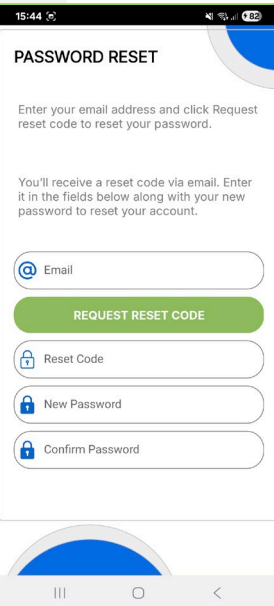 15:44
82
PASSWORD RESET
Enter your email address and click Request
reset code to reset your password.
You'll receive a reset code via email. Enter
it in the fields below along with your new
password to reset your account.
Email
REQUEST RESET CODE
Reset Code
New Password
Confirm Password